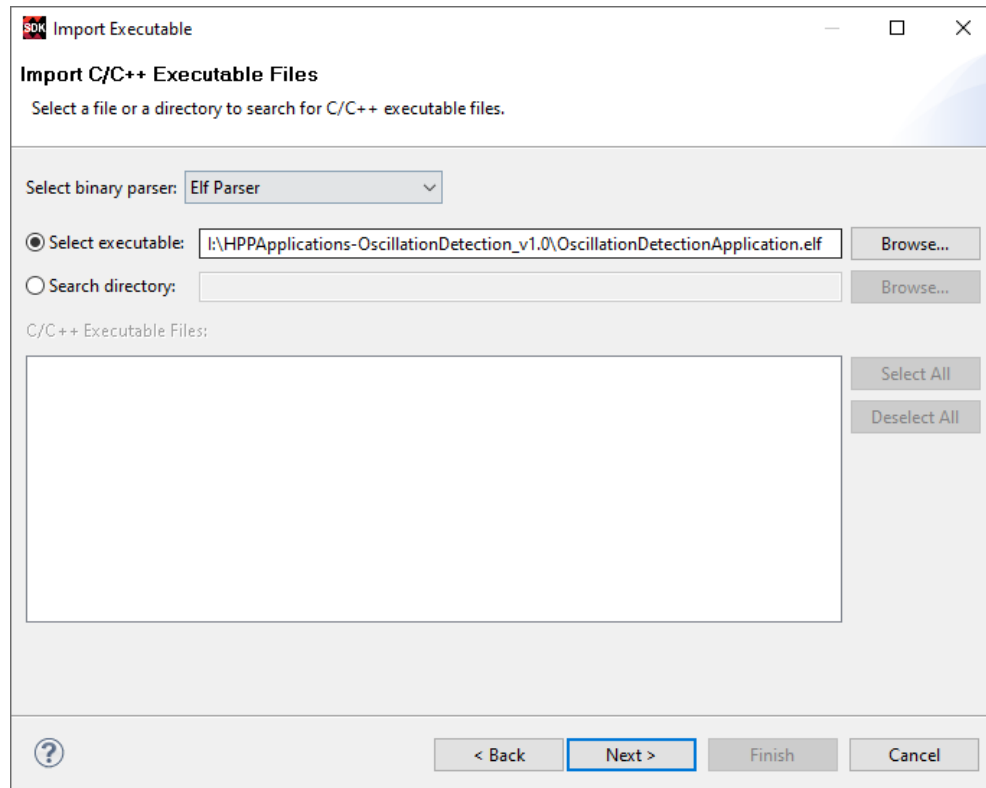 SDK Import Executable
Import C/C++ Executable Files
Select a file or a directory to search for C/C++ executable files.
Select binary parser: Elf Parser
Select executable: I:\HPPApplications-OscillationDetection_v1.0\OscillationDetectionApplication.elf Browse...
Search directory: Browse...
C/C++ Executable Files:
Select All
Deselect All
? < Back Next > Finish Cancel